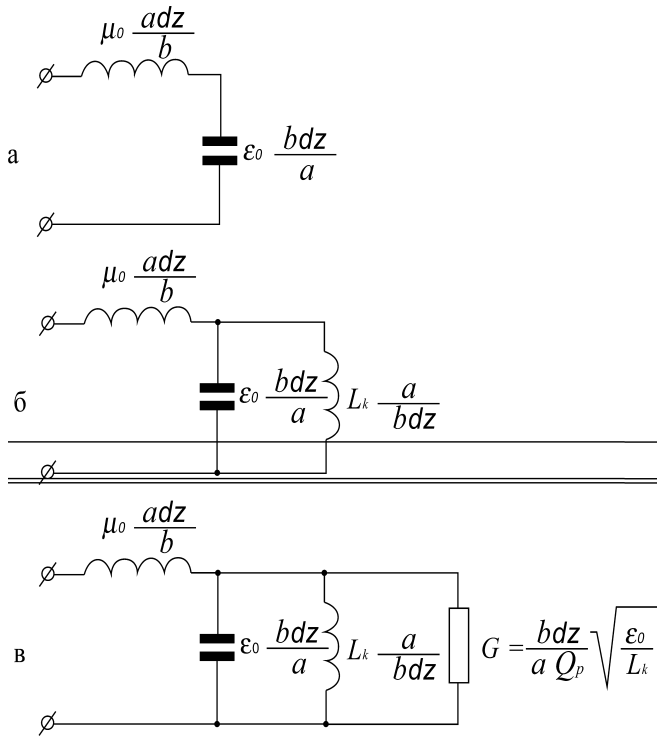 μ₀ adz/b
а
ε₀ bdz/a
μ₀ adz/b
б
ε₀ bdz/a Lₖ a/bdz
μ₀ adz/b
в
ε₀ bdz/a Lₖ a/bdz G = bdz/(a Qₚ) √(ε₀/Lₖ)